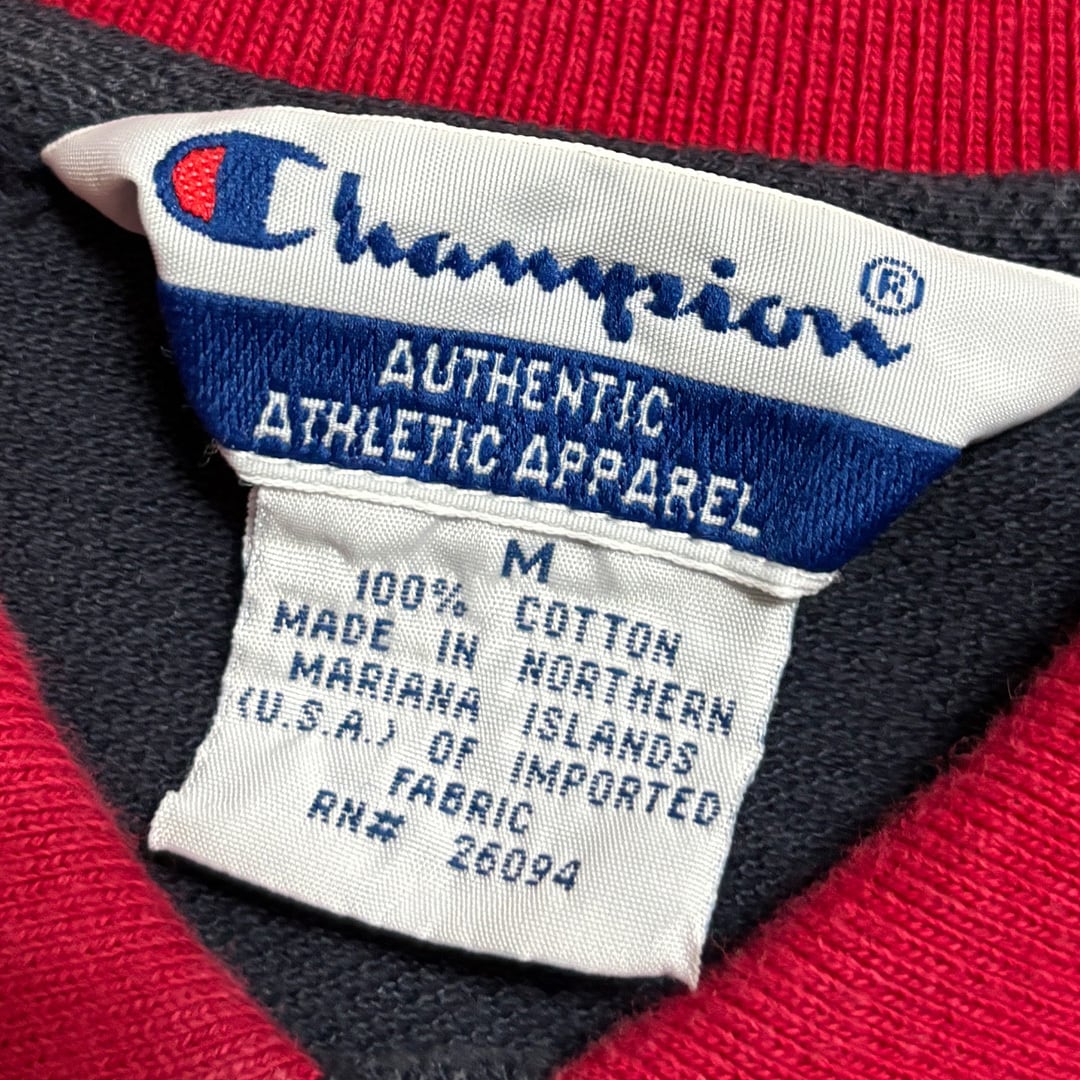 Champion®
AUTHENTIC
ATHLETIC APPAREL
M
100% COTTON
MADE IN NORTHERN
MARIANA ISLANDS
(U.S.A.) OF IMPORTED
FABRIC
RN# 26094